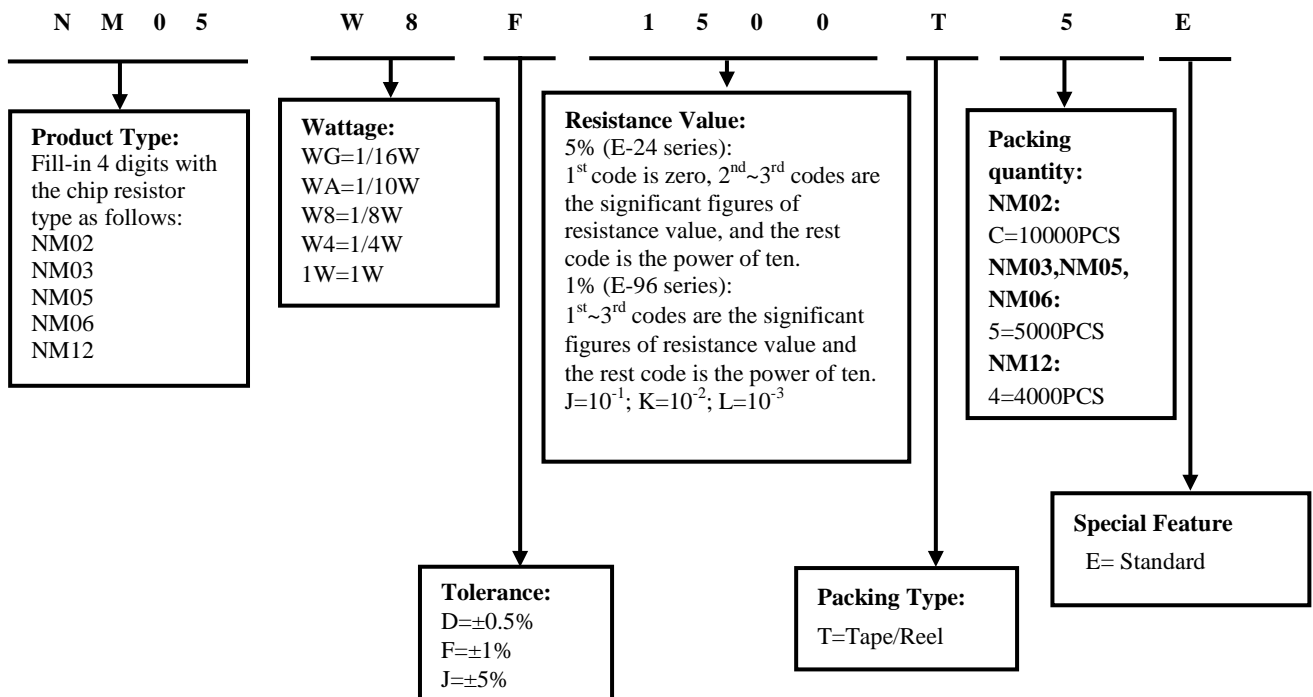 N M 0 5 W 8 F 1 5 0 0 T 5 E
Product Type:
Fill-in 4 digits with
the chip resistor
type as follows:
NM02
NM03
NM05
NM06
NM12
Wattage:
WG=1/16W
WA=1/10W
W8=1/8W
W4=1/4W
1W=1W
Resistance Value:
5% (E-24 series):
1st code is zero, 2nd~3rd codes are
the significant figures of
resistance value, and the rest
code is the power of ten.
1% (E-96 series):
1st~3rd codes are the significant
figures of resistance value and
the rest code is the power of ten.
J=10-1; K=10-2; L=10-3
Packing
quantity:
NM02:
C=10000PCS
NM03,NM05,
NM06:
5=5000PCS
NM12:
4=4000PCS
Tolerance:
D=±0.5%
F=±1%
J=±5%
Packing Type:
T=Tape/Reel
Special Feature
E= Standard